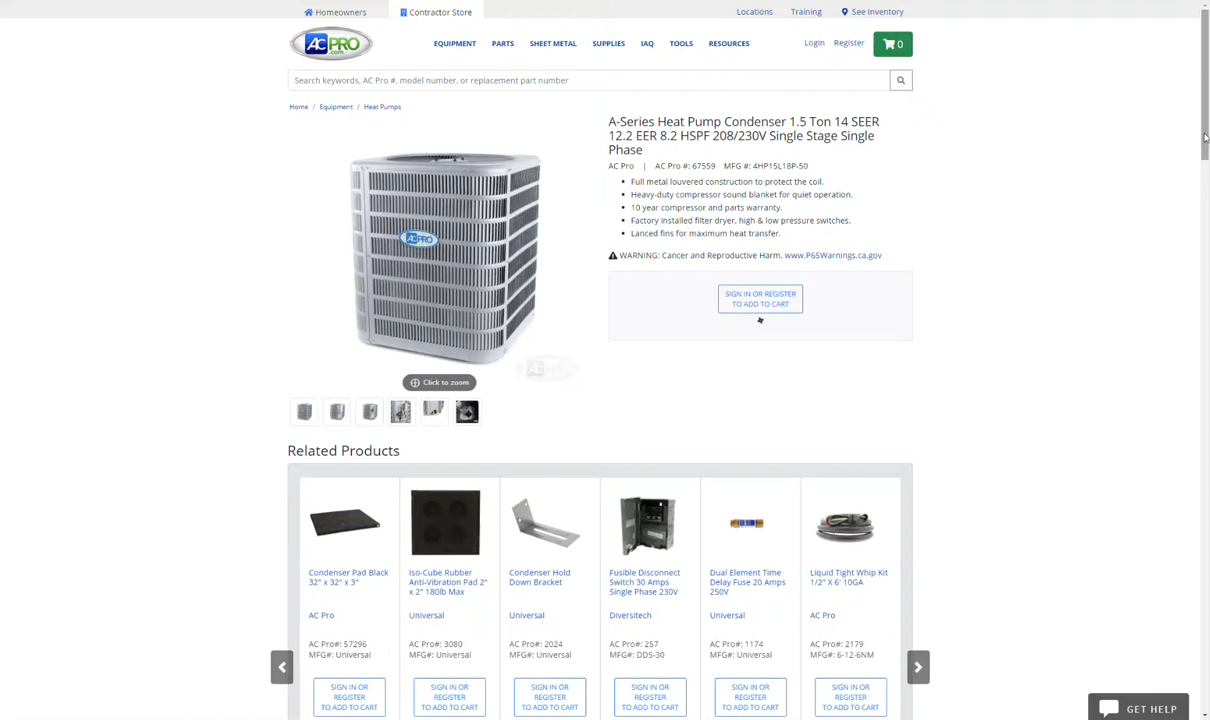 Homeowners
Contractor Store
Locations
Training
See Inventory
AC PRO .com
EQUIPMENT
PARTS
SHEET METAL
SUPPLIES
IAQ
TOOLS
RESOURCES
Login
Register
0
Search keywords, AC Pro #, model number, or replacement part number
Home / Equipment / Heat Pumps
A-Series Heat Pump Condenser 1.5 Ton 14 SEER
12.2 EER 8.2 HSPF 208/230V Single Stage Single
Phase
AC Pro | AC Pro #: 67559 MFG #: 4HP15L18P-50
Full metal louvered construction to protect the coil.
Heavy-duty compressor sound blanket for quiet operation.
10 year compressor and parts warranty.
Factory installed filter dryer, high & low pressure switches.
Lanced fins for maximum heat transfer.
WARNING: Cancer and Reproductive Harm. www.P65Warnings.ca.gov
SIGN IN OR REGISTER
TO ADD TO CART
AC PRO
AC PRO
Click to zoom
Related Products
Condenser Pad Black
32" x 32" x 3"
AC Pro
AC Pro#: 57296
MFG#: Universal
SIGN IN OR
REGISTER
TO ADD TO CART
Iso-Cube Rubber
Anti-Vibration Pad 2"
x 2" 180lb Max
Universal
AC Pro#: 3080
MFG#: Universal
SIGN IN OR
REGISTER
TO ADD TO CART
Condenser Hold
Down Bracket
Universal
AC Pro#: 2024
MFG#: Universal
SIGN IN OR
REGISTER
TO ADD TO CART
Fusible Disconnect
Switch 30 Amps
Single Phase 230V
Diversitech
AC Pro#: 257
MFG#: DDS-30
SIGN IN OR
REGISTER
TO ADD TO CART
Dual Element Time
Delay Fuse 20 Amps
250V
Universal
AC Pro#: 1174
MFG#: Universal
SIGN IN OR
REGISTER
TO ADD TO CART
Liquid Tight Whip Kit
1/2" X 6' 10GA
AC Pro
AC Pro#: 2179
MFG#: 6-12-6NM
SIGN IN OR
REGISTER
TO ADD TO CART
GET HELP